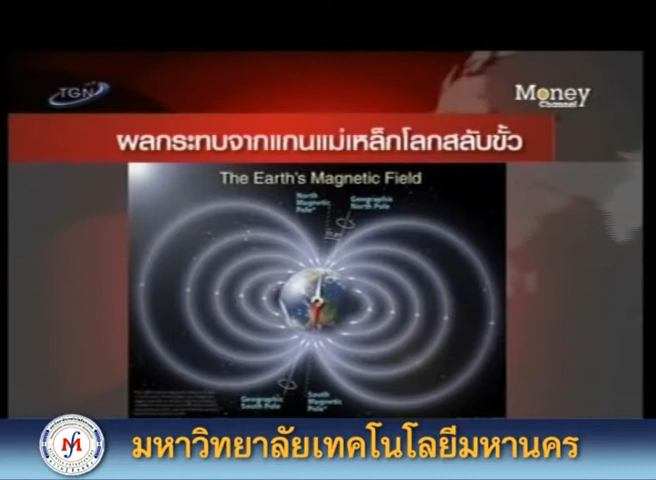 TGN
Money
Channel
ผลกระทบจากแกนแม่เหล็กโลกสลับขั้ว
The Earth's Magnetic Field
North
Magnetic
Pole*
Geographic
North Pole
Geographic
South Pole
South
Magnetic
Pole*
มหาวิทยาลัยเทคโนโลยีมหานคร